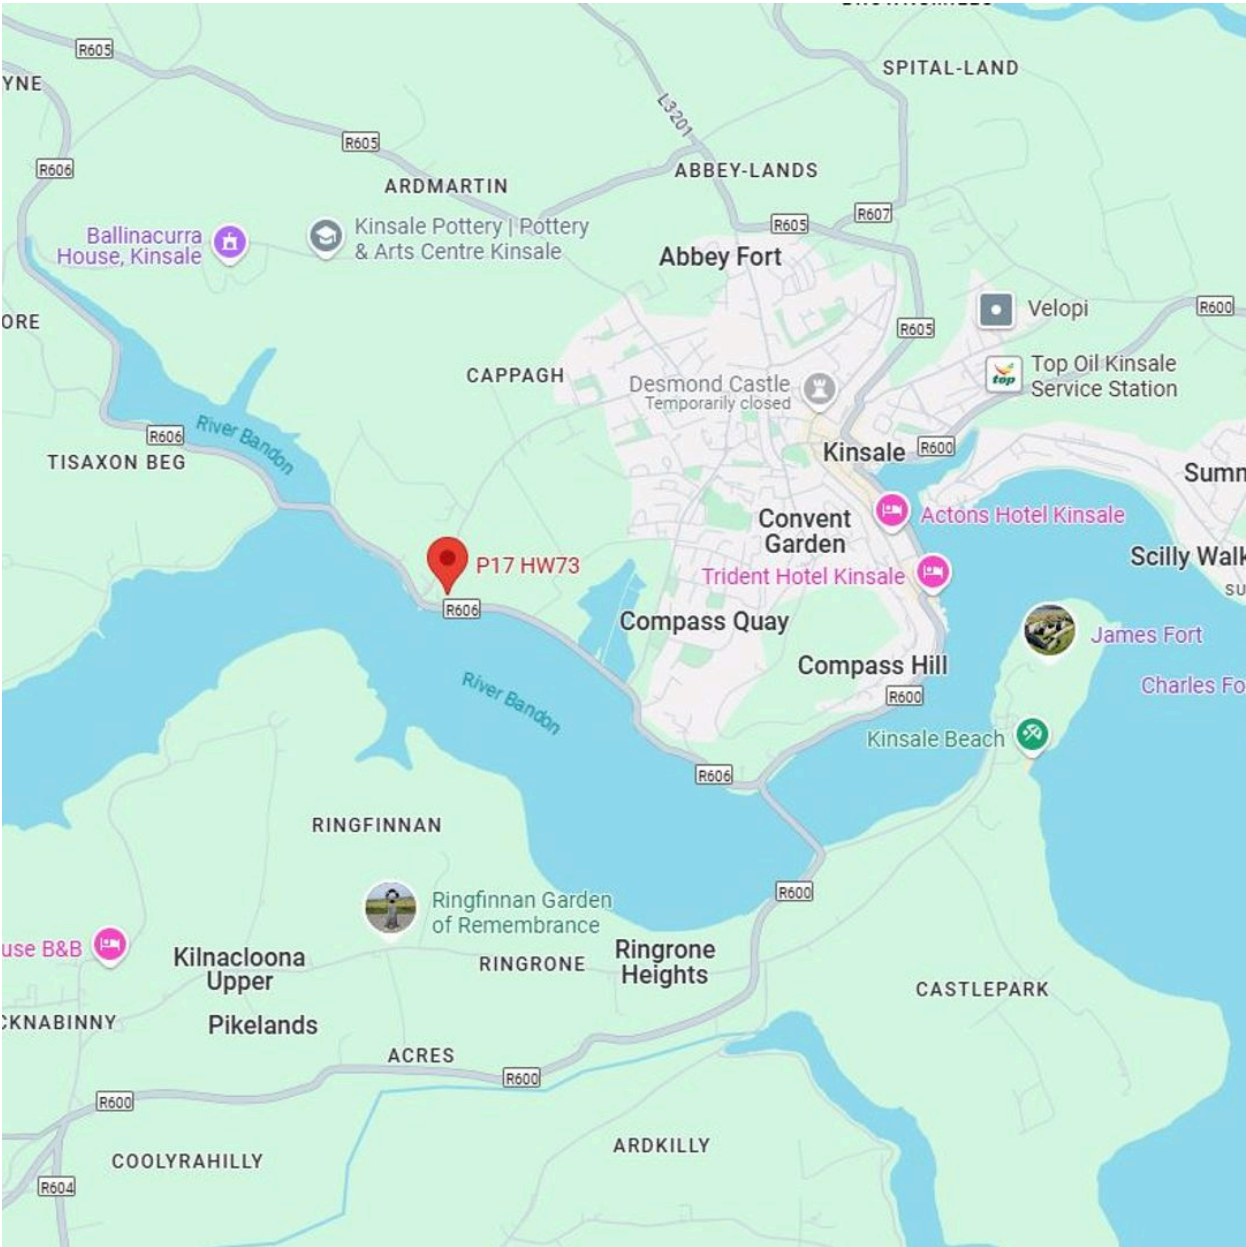 SPITAL-LAND
R605
YNE
L3201
R605
R606
ABBEY-LANDS
ARDMARTIN
R607
R605
Kinsale Pottery | Pottery
& Arts Centre Kinsale
Ballinacurra
House, Kinsale
Abbey Fort
Velopi
R600
ORE
R605
Top Oil Kinsale
Service Station
top
CAPPAGH
Desmond Castle
Temporarily closed
River Bandon
R606
Kinsale
R600
TISAXON BEG
Summ
Actons Hotel Kinsale
Convent
Garden
Scilly Walk
P17 HW73
Trident Hotel Kinsale
SU
R606
Compass Quay
James Fort
Compass Hill
Charles Fo
River Bandon
R600
Kinsale Beach
R606
RINGFINNAN
R600
Ringfinnan Garden
of Remembrance
use B&B
Kilnacloona
Upper
RINGRONE
Ringrone
Heights
CASTLEPARK
CKNABINNY
Pikelands
ACRES
R600
R600
ARDKILLY
COOLYRAHILLY
R604